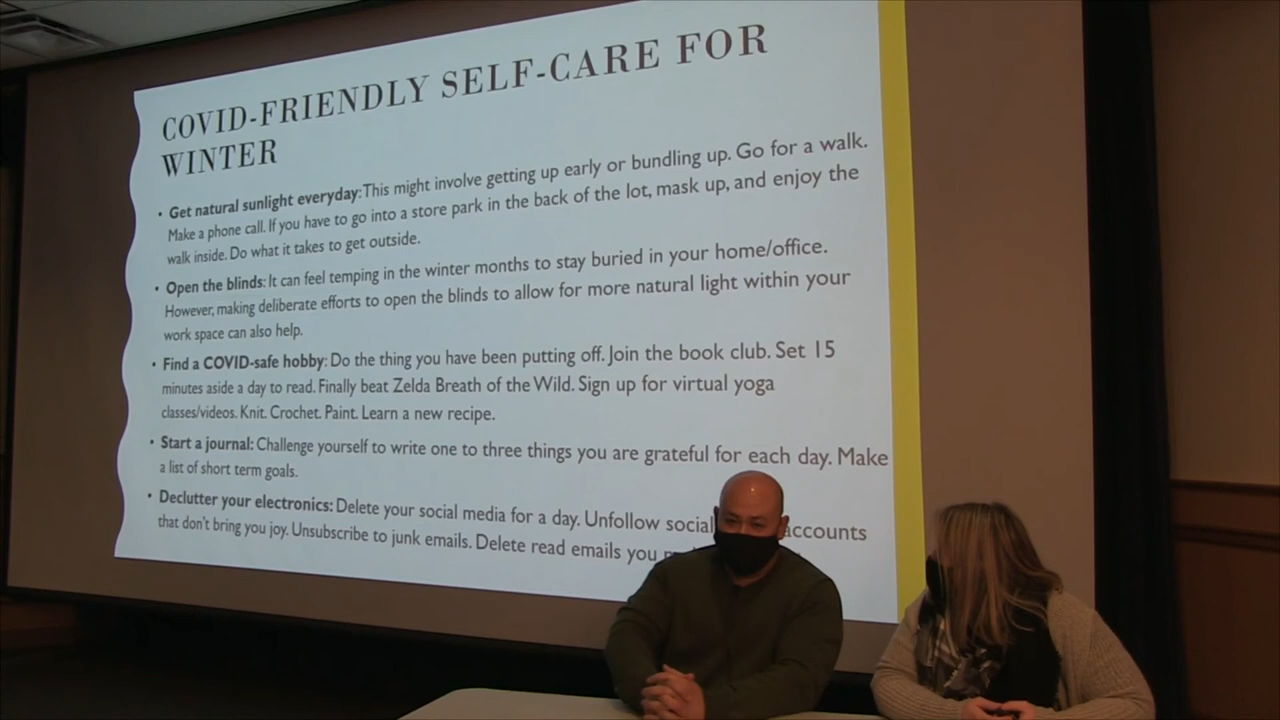 COVID-FRIENDLY SELF-CARE FOR
WINTER
• Get natural sunlight everyday: This might involve getting up early or bundling up. Go for a walk.
Make a phone call. If you have to go into a store park in the back of the lot, mask up, and enjoy the
walk inside. Do what it takes to get outside.
• Open the blinds: It can feel temping in the winter months to stay buried in your home/office.
However, making deliberate efforts to open the blinds to allow for more natural light within your
work space can also help.
• Find a COVID-safe hobby: Do the thing you have been putting off. Join the book club. Set 15
minutes aside a day to read. Finally beat Zelda Breath of the Wild. Sign up for virtual yoga
classes/videos. Knit. Crochet. Paint. Learn a new recipe.
• Start a journal: Challenge yourself to write one to three things you are grateful for each day. Make
a list of short term goals.
• Declutter your electronics: Delete your social media for a day. Unfollow social accounts
that don't bring you joy. Unsubscribe to junk emails. Delete read emails you